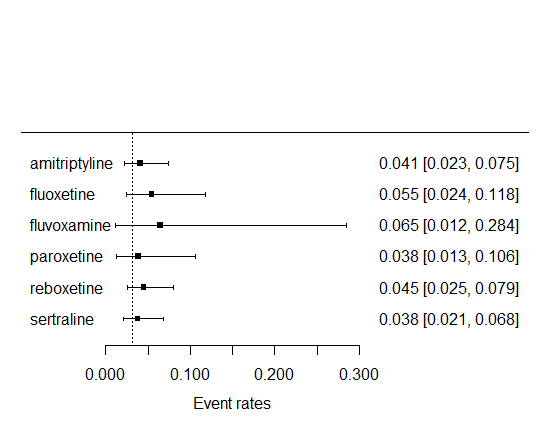 amitriptyline 0.041 [0.023, 0.075]
fluoxetine 0.055 [0.024, 0.118]
fluvoxamine 0.065 [0.012, 0.284]
paroxetine 0.038 [0.013, 0.106]
reboxetine 0.045 [0.025, 0.079]
sertraline 0.038 [0.021, 0.068]
0.000 0.100 0.200 0.300
Event rates